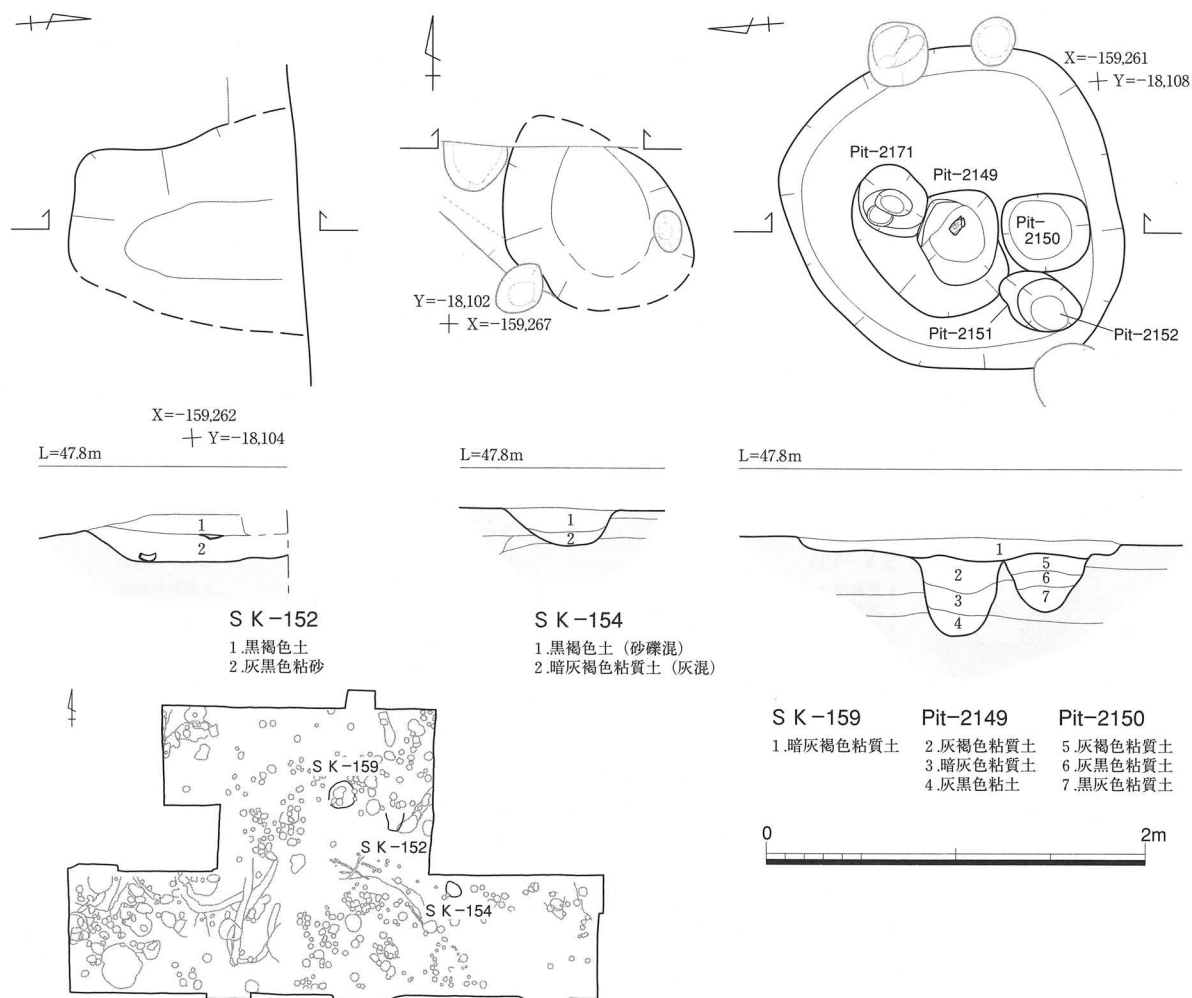 X=-159,261
Y=-18,108
Pit-2171
Pit-2149
Pit-
2150
Pit-2151
Pit-2152
Y=-18,102
X=-159,267
X=-159,262
Y=-18,104
L=47.8m
L=47.8m
L=47.8m
1
2
1
2
1
2
3
4
5
6
7
SK-152
1.黒褐色土
2.灰黒色粘砂
SK-154
1.黒褐色土（砂礫混）
2.暗灰褐色粘質土（灰混）
SK-159
1.暗灰褐色粘質土
Pit-2149
2.灰褐色粘質土
3.暗灰色粘質土
4.灰黒色粘土
Pit-2150
5.灰褐色粘質土
6.灰黒色粘質土
7.黒灰色粘質土
SK-159
SK-152
SK-154
0
2m